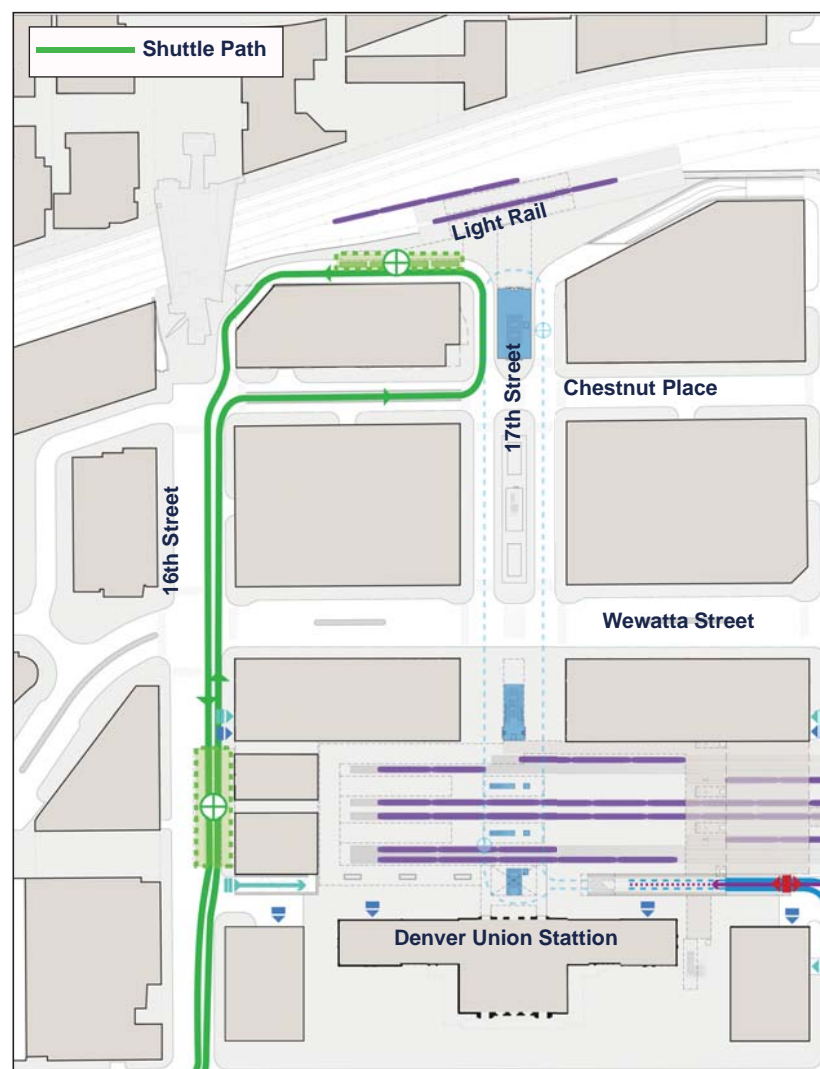 Shuttle Path
Light Rail
17th Street
Chestnut Place
16th Street
Wewatta Street
Denver Union Stattion